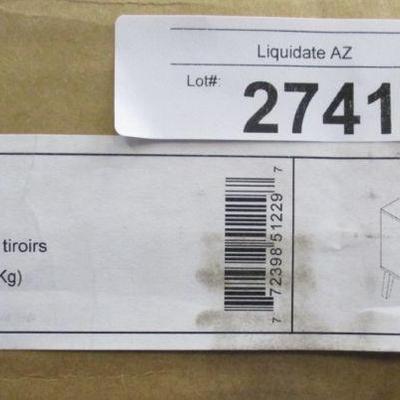 Liquidate AZ
Lot#:
2741
tiroirs
Kg)
7 72398 51229 7